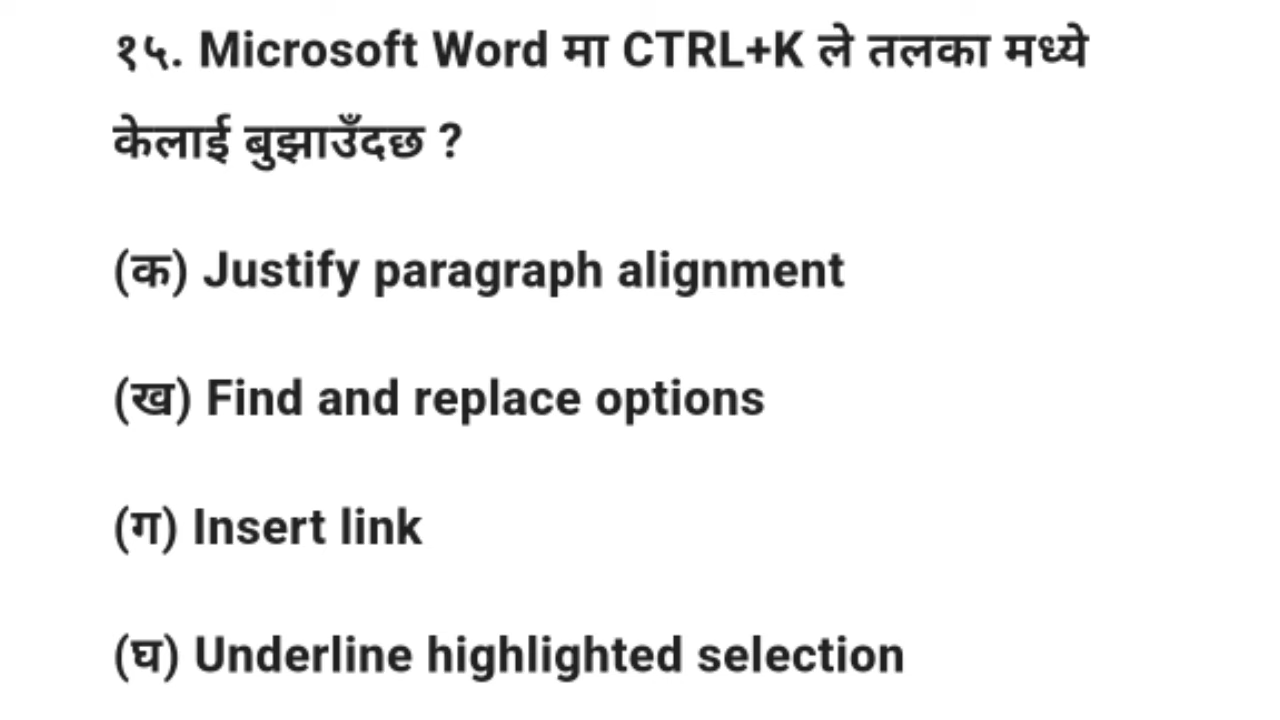 १५. Microsoft Word मा CTRL+K ले तलका मध्ये
केलाई बुझाउँदछ ?
(क) Justify paragraph alignment
(ख) Find and replace options
(ग) Insert link
(घ) Underline highlighted selection